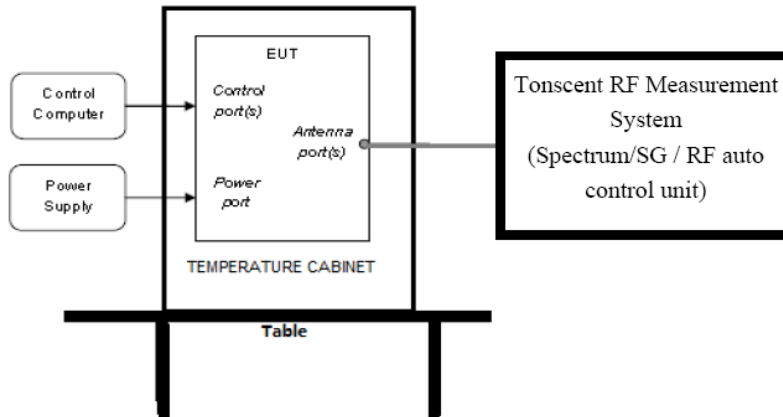 Control
Computer
Power
Supply
EUT
Control
port(s)
Antenna
port(s)
Power
port
TEMPERATURE CABINET
Table
Tonscent RF Measurement
System
(Spectrum/SG / RF auto
control unit)